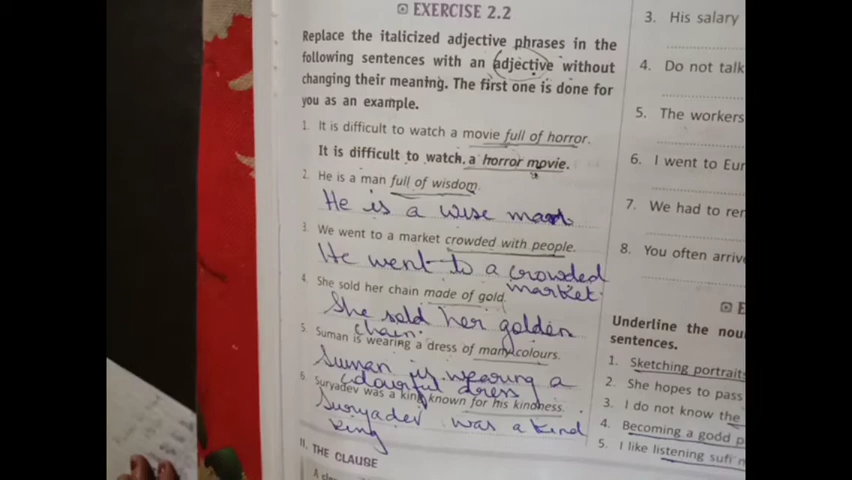 EXERCISE 2.2
Replace the italicized adjective phrases in the
following sentences with an adjective without
changing their meaning. The first one is done for
you as an example.
1. It is difficult to watch a movie full of horror.
It is difficult to watch a horror movie.
2. He is a man full of wisdom.
He is a wise man
3. We went to a market crowded with people.
He went to a crowded
market.
4. She sold her chain made of gold.
She sold her golden
chain.
5. Suman is wearing a dress of many colours.
Suman is wearing a
colourful dress
6. Suryadev was a king known for his kindness.
Suryadev was a kind
king
II. THE CLAUSE
3. His salary
4. Do not talk
5. The workers
6. I went to Eur
7. We had to
8. You often arrive
Underline the nou
sentences.
1. Sketching portraits
2. She hopes to pass
3. I do not know the
4. Becoming a godd p
5. I like listening sufi